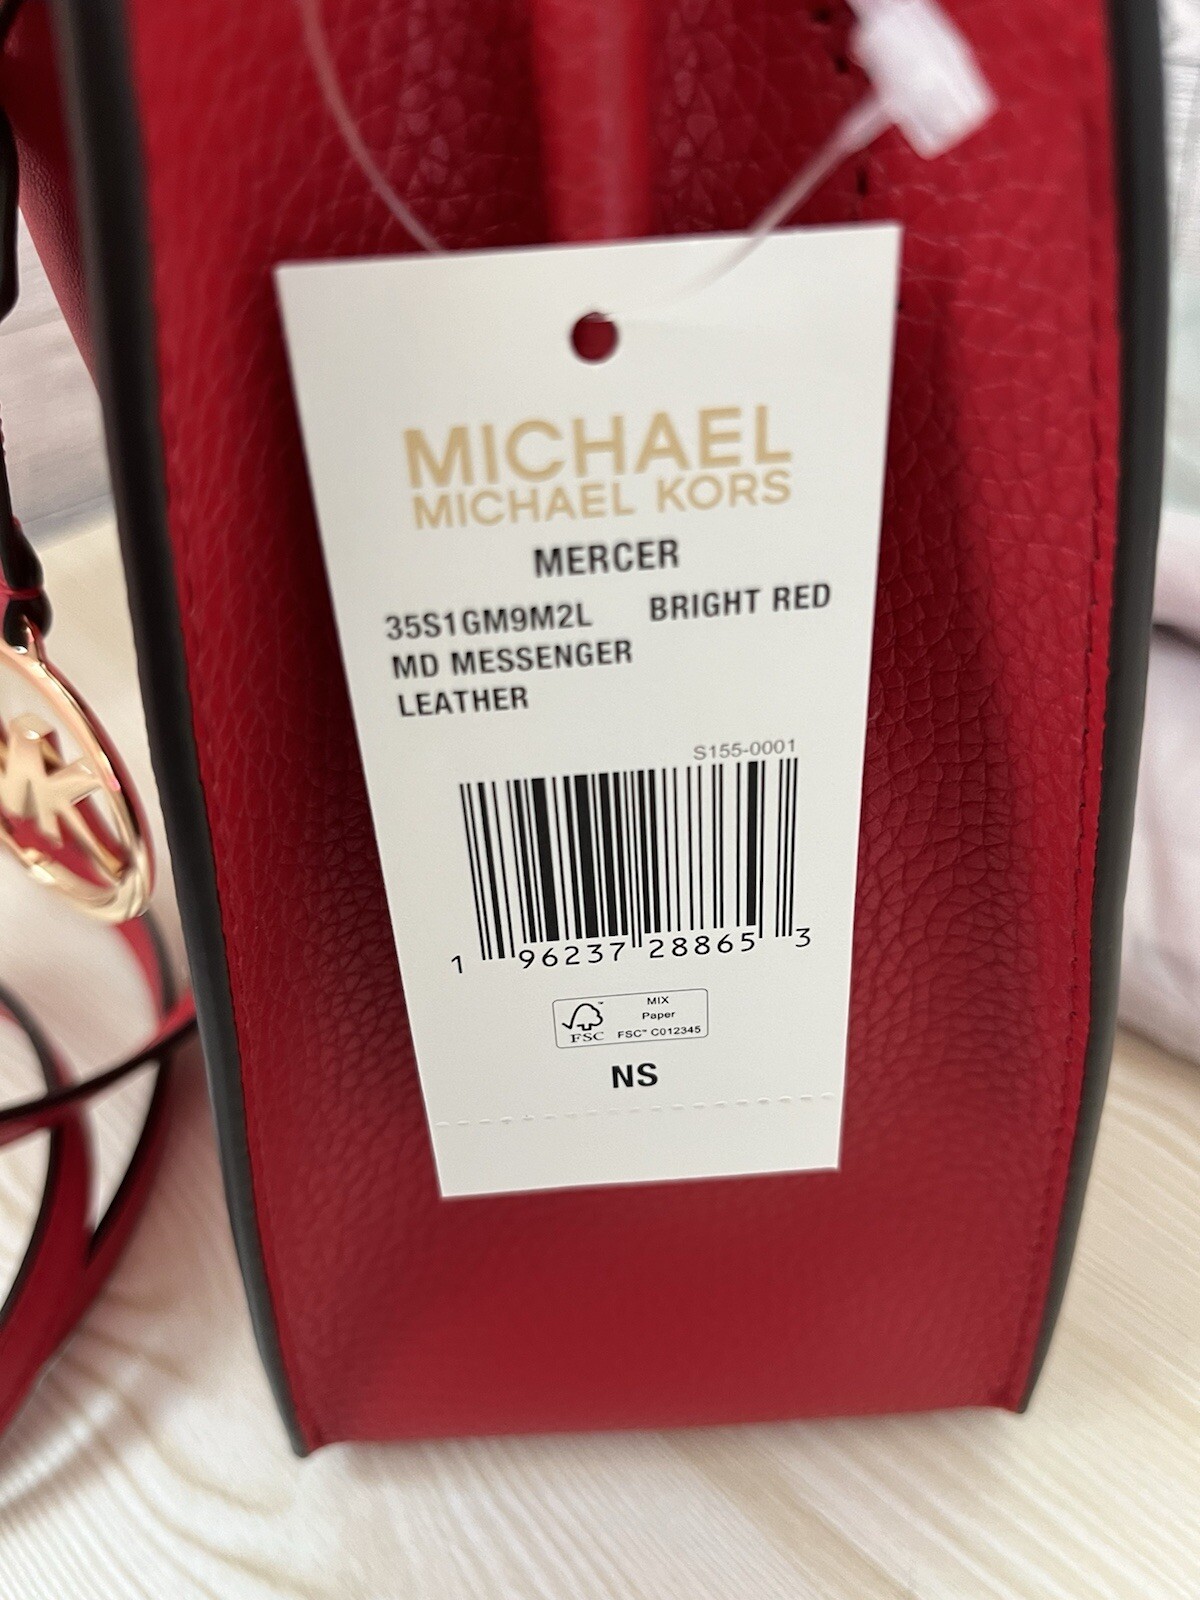 MICHAEL
MICHAEL KORS
MERCER
35S1GM9M2L BRIGHT RED
MD MESSENGER
LEATHER
S155-0001
1 96237 28865 3
FSC™ MIX
Paper
FSC™ C012345
NS
MK